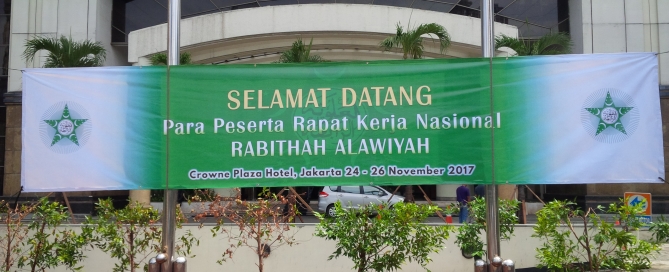 SELAMAT DATANG
Para Peserta Rapat Kerja Nasional
RABITHAH ALAWIYAH
Crowne Plaza Hotel, Jakarta 24 - 26 November 2017